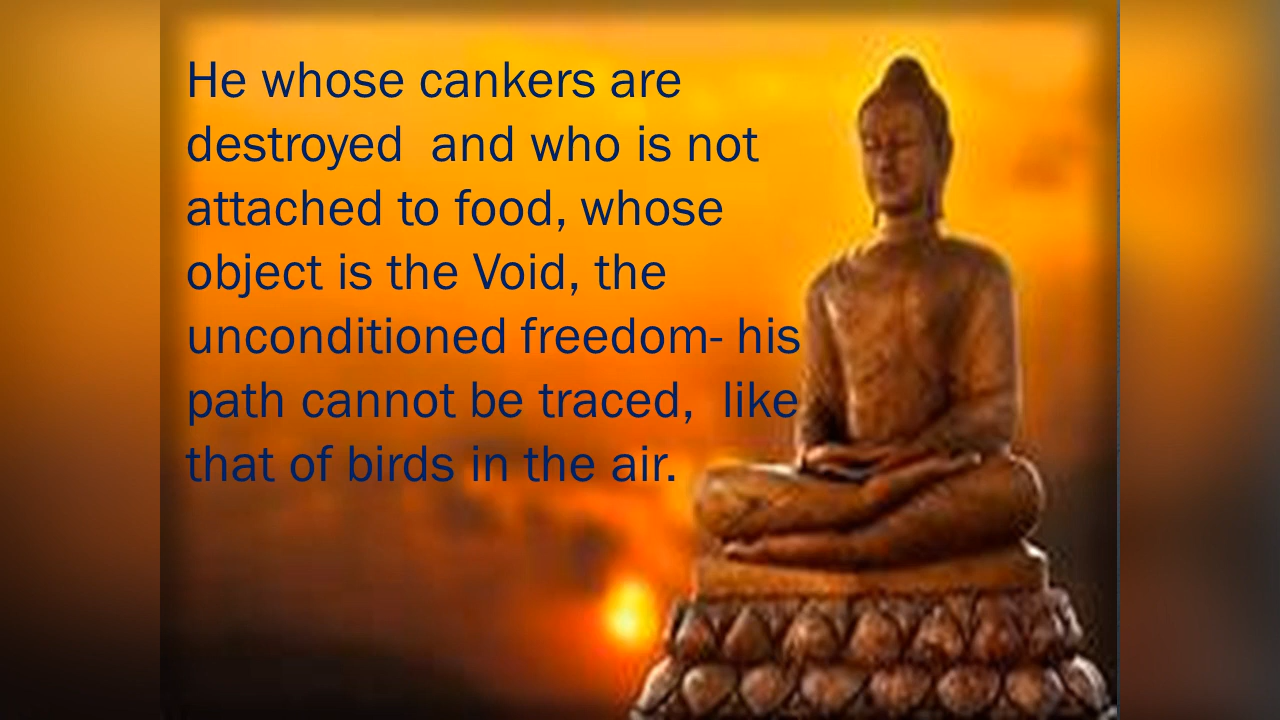 He whose cankers are
destroyed  and who is not
attached to food, whose
object is the Void, the
unconditioned freedom- his
path cannot be traced,  like
that of birds in the air.